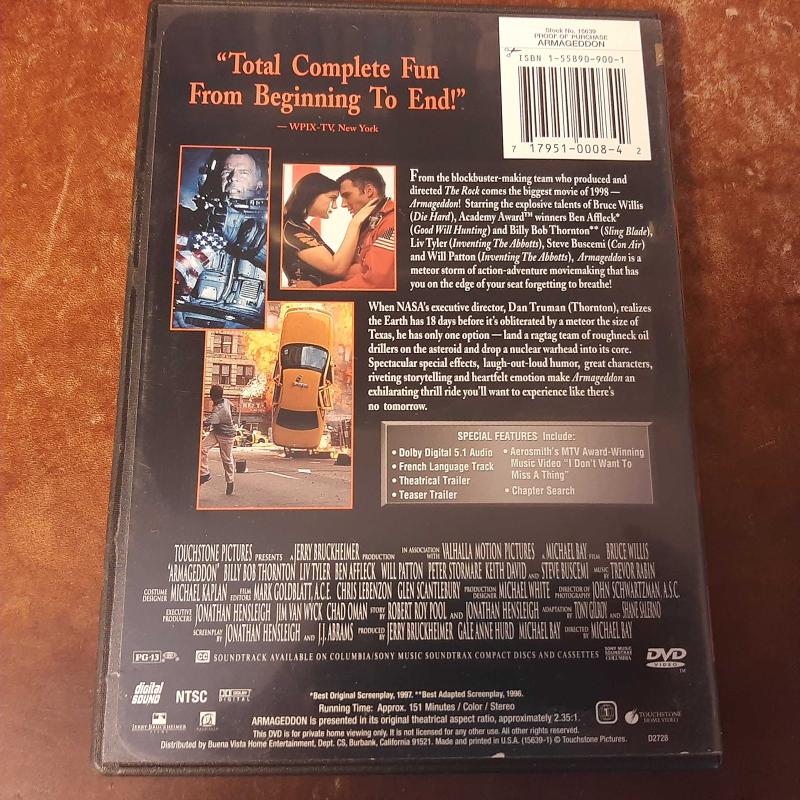 Stock No. 15639
PROOF OF PURCHASE
ARMAGEDDON
ISBN 1-55890-900-1
7 17951-0008-4 2
“Total Complete Fun
From Beginning To End!”
— WPIX-TV, New York
From the blockbuster-making team who produced and
directed The Rock comes the biggest movie of 1998 —
Armageddon! Starring the explosive talents of Bruce Willis
(Die Hard), Academy Award™ winners Ben Affleck*
(Good Will Hunting) and Billy Bob Thornton** (Sling Blade),
Liv Tyler (Inventing The Abbotts), Steve Buscemi (Con Air)
and Will Patton (Inventing The Abbotts), Armageddon is a
meteor storm of action-adventure moviemaking that has
you on the edge of your seat forgetting to breathe!
When NASA's executive director, Dan Truman (Thornton), realizes
the Earth has 18 days before it's obliterated by a meteor the size of
Texas, he has only one option — land a ragtag team of roughneck oil
drillers on the asteroid and drop a nuclear warhead into its core.
Spectacular special effects, laugh-out-loud humor, great characters,
riveting storytelling and heartfelt emotion make Armageddon an
exhilarating thrill ride you'll want to experience like there's
no tomorrow.
SPECIAL FEATURES Include:
• Dolby Digital 5.1 Audio
• French Language Track
• Theatrical Trailer
• Teaser Trailer
• Aerosmith's MTV Award-Winning
Music Video “I Don't Want To
Miss A Thing”
• Chapter Search
TOUCHSTONE PICTURES PRESENTS A JERRY BRUCKHEIMER PRODUCTION IN ASSOCIATION WITH VALHALLA MOTION PICTURES A MICHAEL BAY FILM BRUCE WILLIS
“ARMAGEDDON” BILLY BOB THORNTON LIV TYLER BEN AFFLECK WILL PATTON PETER STORMARE KEITH DAVID AND STEVE BUSCEMI MUSIC BY TREVOR RABIN
COSTUME DESIGNER MICHAEL KAPLAN FILM EDITORS MARK GOLDBLATT, A.C.E. CHRIS LEBENZON GLEN SCANTLEBURY PRODUCTION DESIGNER MICHAEL WHITE DIRECTOR OF PHOTOGRAPHY JOHN SCHWARTZMAN, A.S.C.
EXECUTIVE PRODUCERS JONATHAN HENSLEIGH JIM VAN WYCK CHAD OMAN STORY BY ROBERT ROY POOL AND JONATHAN HENSLEIGH ADAPTATION BY TONY GILROY AND SHANE SALERNO
SCREENPLAY BY JONATHAN HENSLEIGH AND J.J. ABRAMS PRODUCED BY JERRY BRUCKHEIMER GALE ANNE HURD MICHAEL BAY DIRECTED BY MICHAEL BAY
PG-13 CC SOUNDTRACK AVAILABLE ON COLUMBIA/SONY MUSIC SOUNDTRAX COMPACT DISCS AND CASSETTES SONY MUSIC SOUNDTRAX COLUMBIA DVD VIDEO ™
digital SOUND NTSC DOLBY DIGITAL
*Best Original Screenplay, 1997. **Best Adapted Screenplay, 1996.
Running Time: Approx. 151 Minutes / Color / Stereo
JERRY BRUCKHEIMER
1 TOUCHSTONE HOME VIDEO
ARMAGEDDON is presented in its original theatrical aspect ratio, approximately 2.35:1.
This DVD is for private home viewing only. It is not licensed for any other use. All other rights reserved.
Distributed by Buena Vista Home Entertainment, Dept. CS, Burbank, California 91521. Made and printed in U.S.A. (15639-1) © Touchstone Pictures. D2728